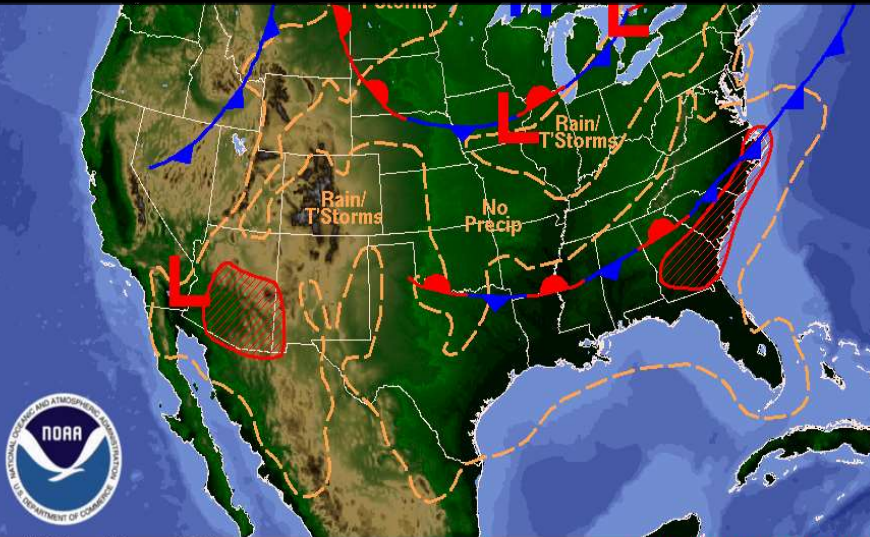 T'Storms
L
L
Rain/
T'Storms
Rain/
T'Storms
No
Precip
L
NATIONAL OCEANIC AND ATMOSPHERIC ADMINISTRATION
NOAA
U.S. DEPARTMENT OF COMMERCE